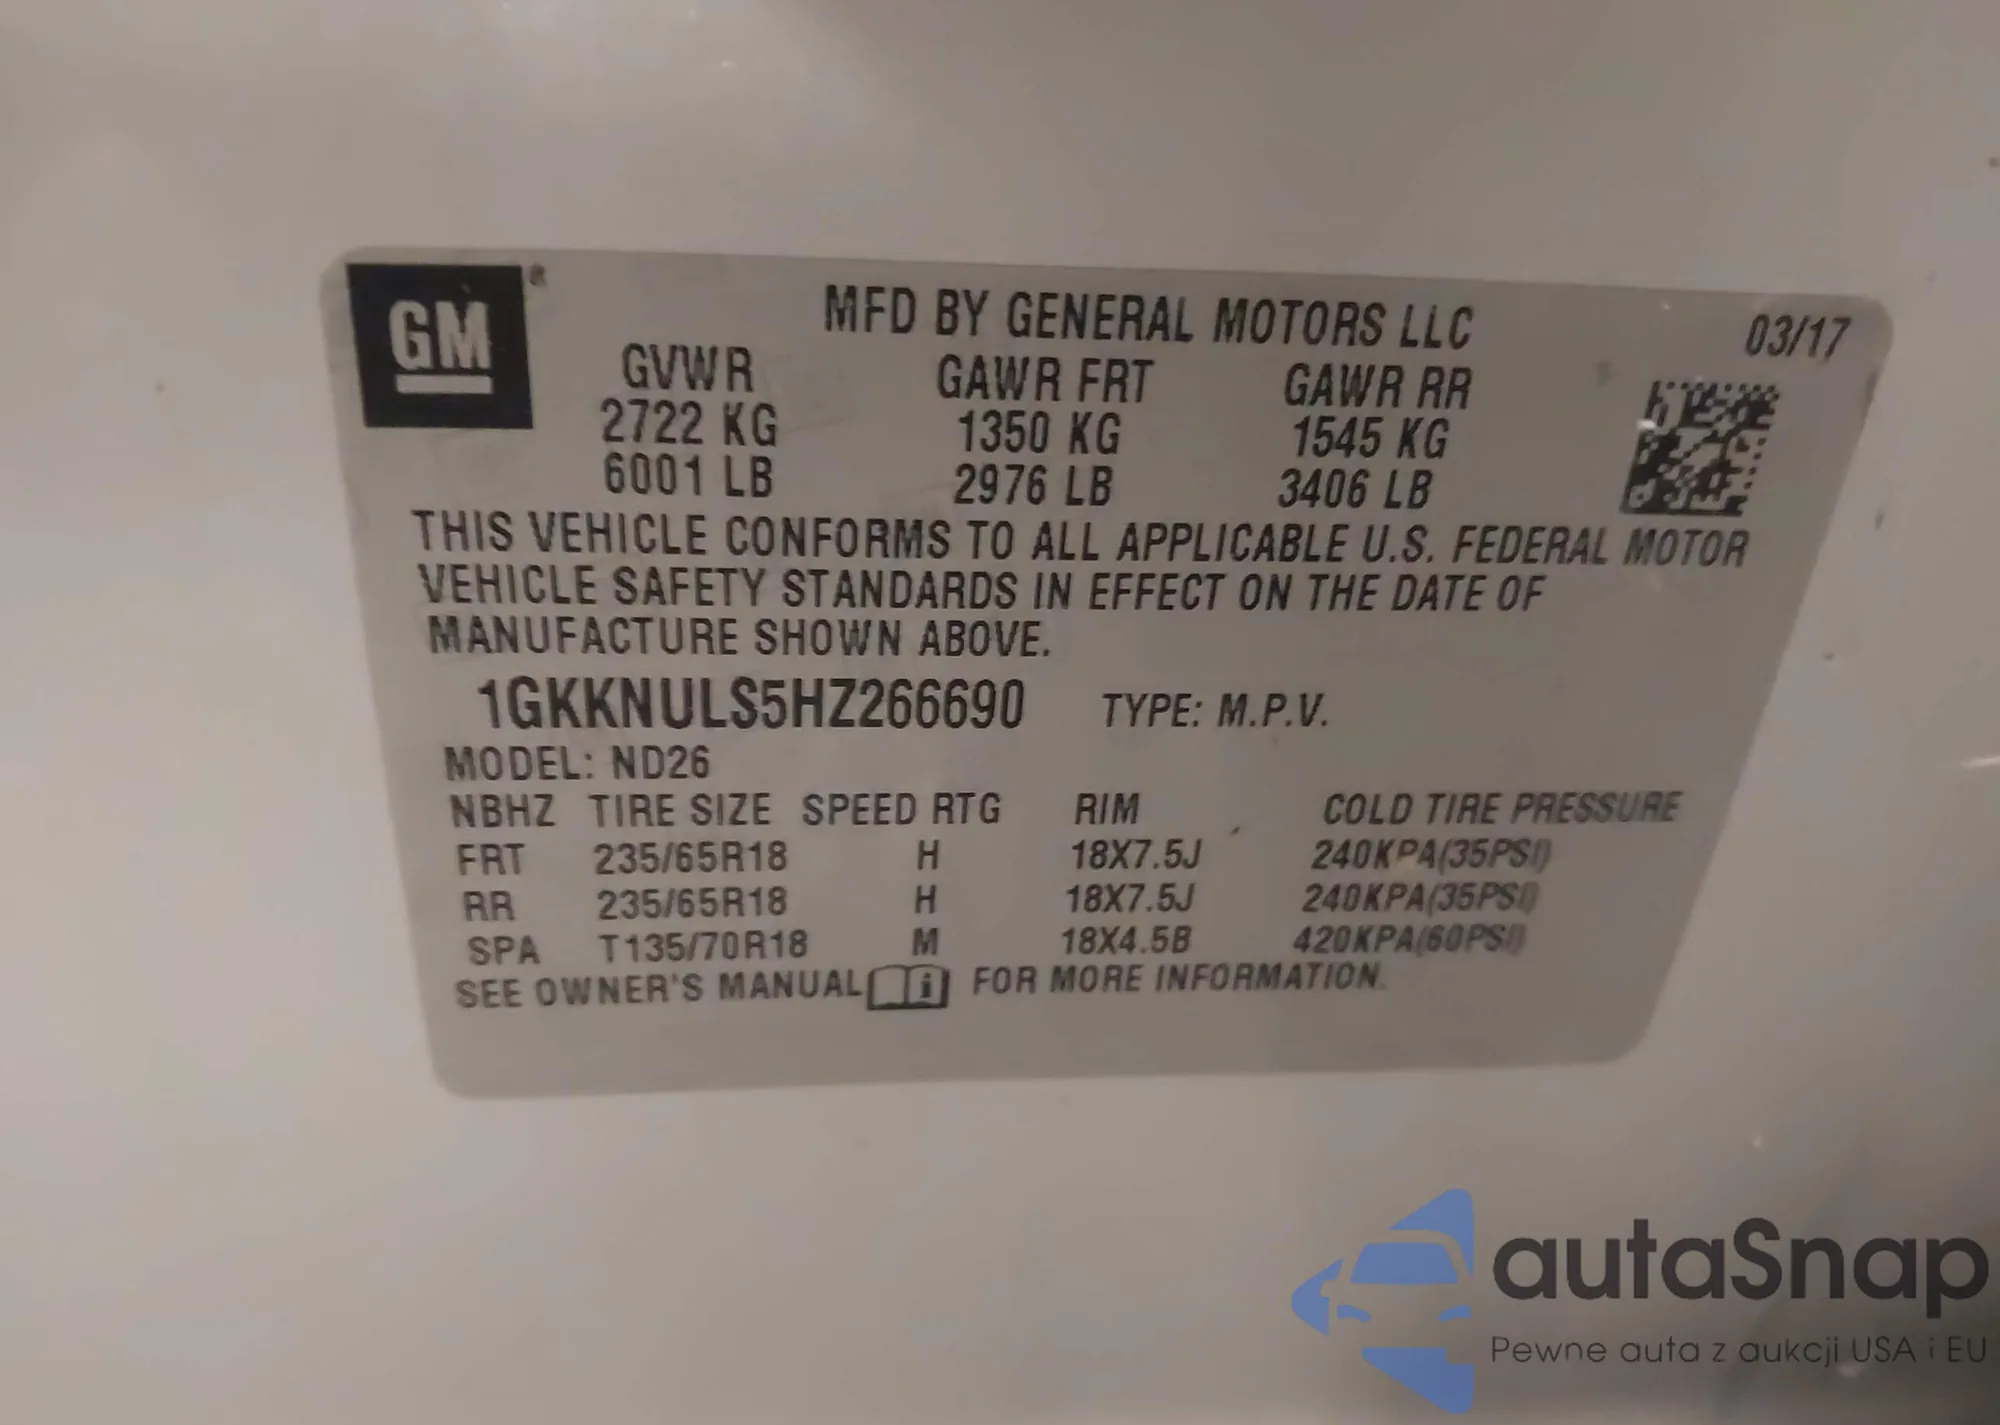 GM ®
MFD BY GENERAL MOTORS LLC 03/17
GVWR GAWR FRT GAWR RR
2722 KG 1350 KG 1545 KG
6001 LB 2976 LB 3406 LB
THIS VEHICLE CONFORMS TO ALL APPLICABLE U.S. FEDERAL MOTOR
VEHICLE SAFETY STANDARDS IN EFFECT ON THE DATE OF
MANUFACTURE SHOWN ABOVE.
1GKKNULS5HZ266690 TYPE: M.P.V.
MODEL: ND26
NBHZ TIRE SIZE SPEED RTG RIM COLD TIRE PRESSURE
FRT 235/65R18 H 18X7.5J 240KPA(35PSI)
RR 235/65R18 H 18X7.5J 240KPA(35PSI)
SPA T135/70R18 M 18X4.5B 420KPA(60PSI)
SEE OWNER'S MANUAL i FOR MORE INFORMATION.
autaSnap
Pewne auta z aukcji USA i EU